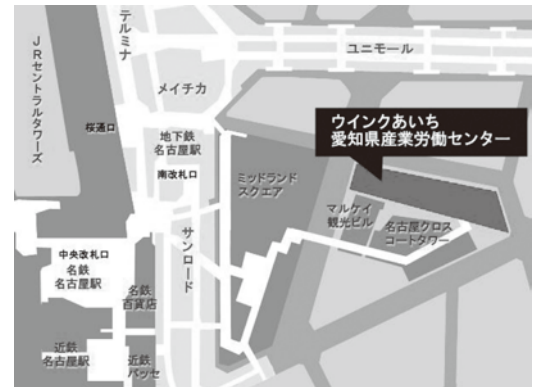 JRセントラルタワーズ
テルミナ
ユニモール
メイチカ
桜通口
地下鉄
名古屋駅
南改札口
ウインクあいち
愛知県産業労働センター
ミッドランド
スクエア
マルケイ
観光ビル
名古屋クロス
コートタワー
サンロード
中央改札口
名鉄
名古屋駅
名鉄
百貨店
近鉄
名古屋駅
近鉄
パッセ